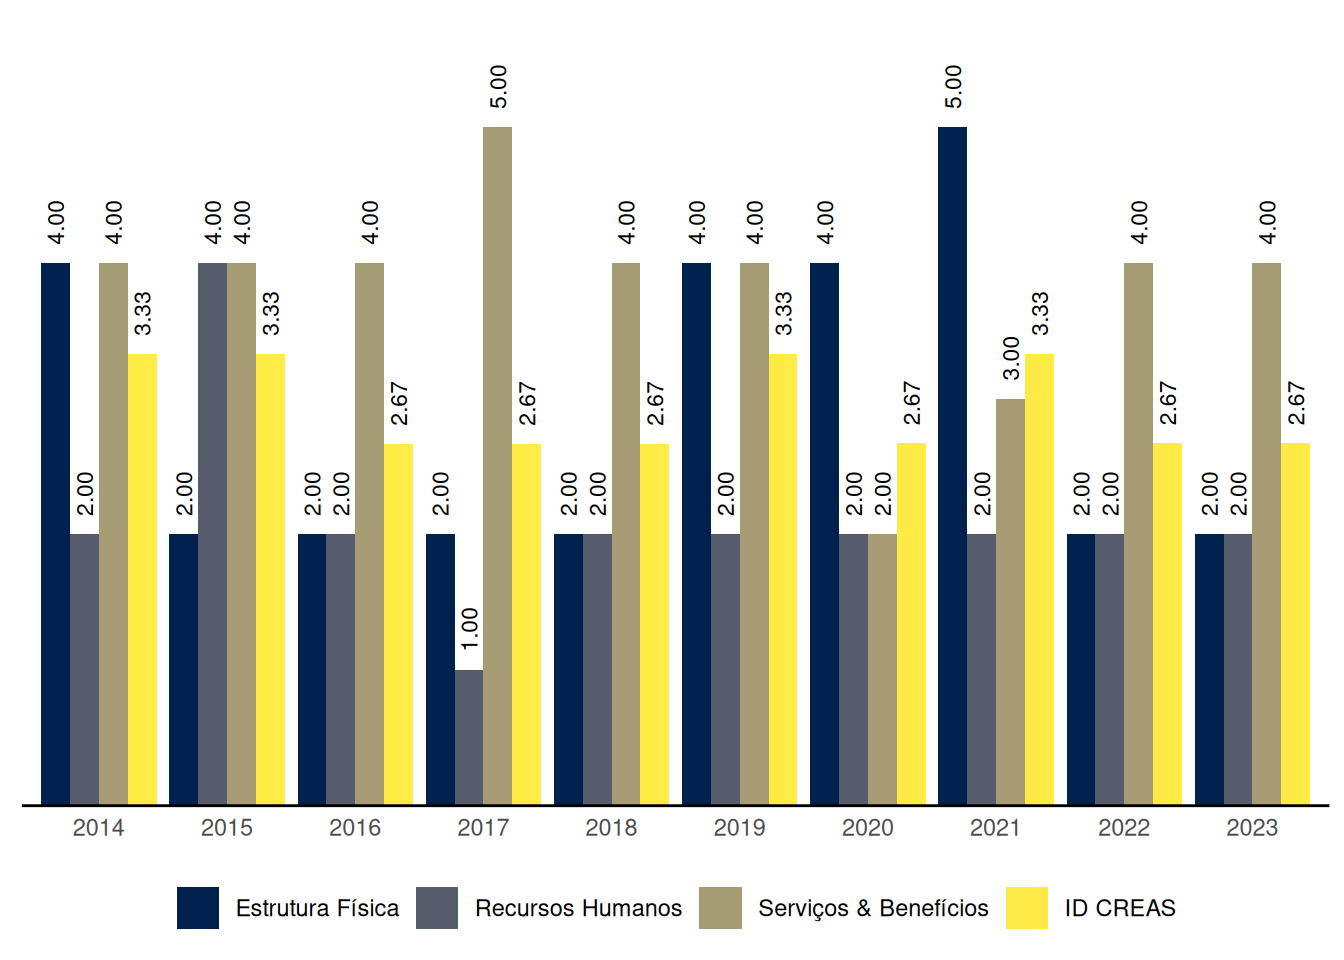 5.00 5.00
4.00 4.00 4.00 4.00 4.00 4.00 4.00 4.00 4.00 4.00 4.00
3.33 3.33 3.33 3.33
3.00
2.67 2.67 2.67 2.67 2.67 2.67
2.00 2.00 2.00 2.00 2.00 2.00 2.00 2.00 2.00 2.00 2.00 2.00 2.00 2.00 2.00
1.00
2014 2015 2016 2017 2018 2019 2020 2021 2022 2023
Estrutura Física Recursos Humanos Serviços & Benefícios ID CREAS